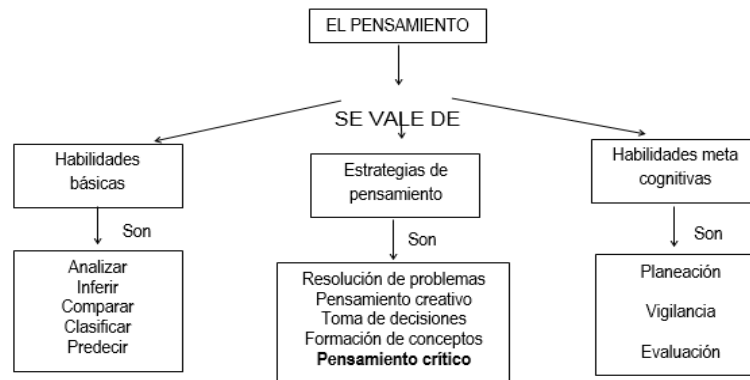 EL PENSAMIENTO
SE VALE DE
Habilidades
básicas
Son
Analizar
Inferir
Comparar
Clasificar
Predecir
Estrategias de
pensamiento
Son
Resolución de problemas
Pensamiento creativo
Toma de decisiones
Formación de conceptos
Pensamiento crítico
Habilidades meta
cognitivas
Son
Planeación
Vigilancia
Evaluación